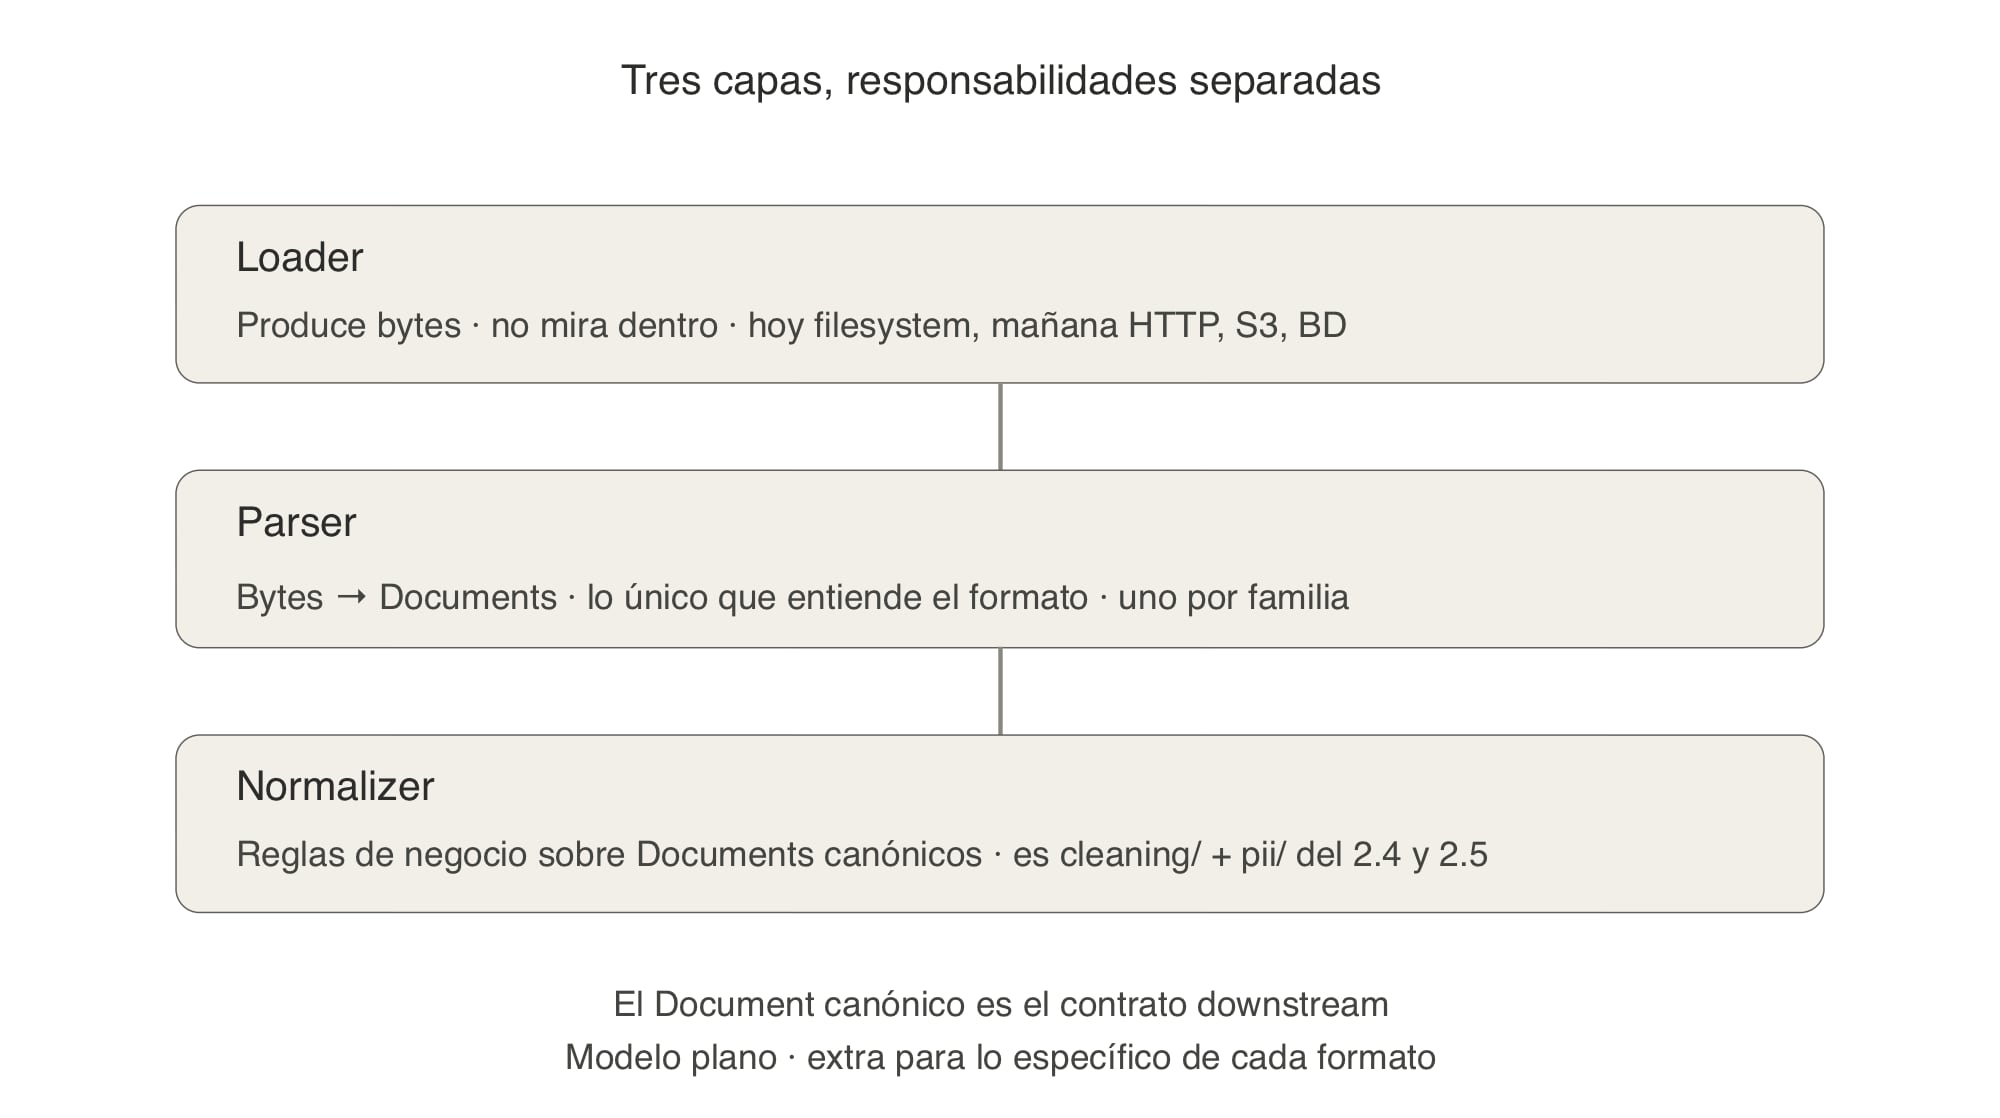 Tres capas, responsabilidades separadas
Loader
Produce bytes · no mira dentro · hoy filesystem, mañana HTTP, S3, BD
Parser
Bytes → Documents · lo único que entiende el formato · uno por familia
Normalizer
Reglas de negocio sobre Documents canónicos · es cleaning/ + pii/ del 2.4 y 2.5
El Document canónico es el contrato downstream
Modelo plano · extra para lo específico de cada formato